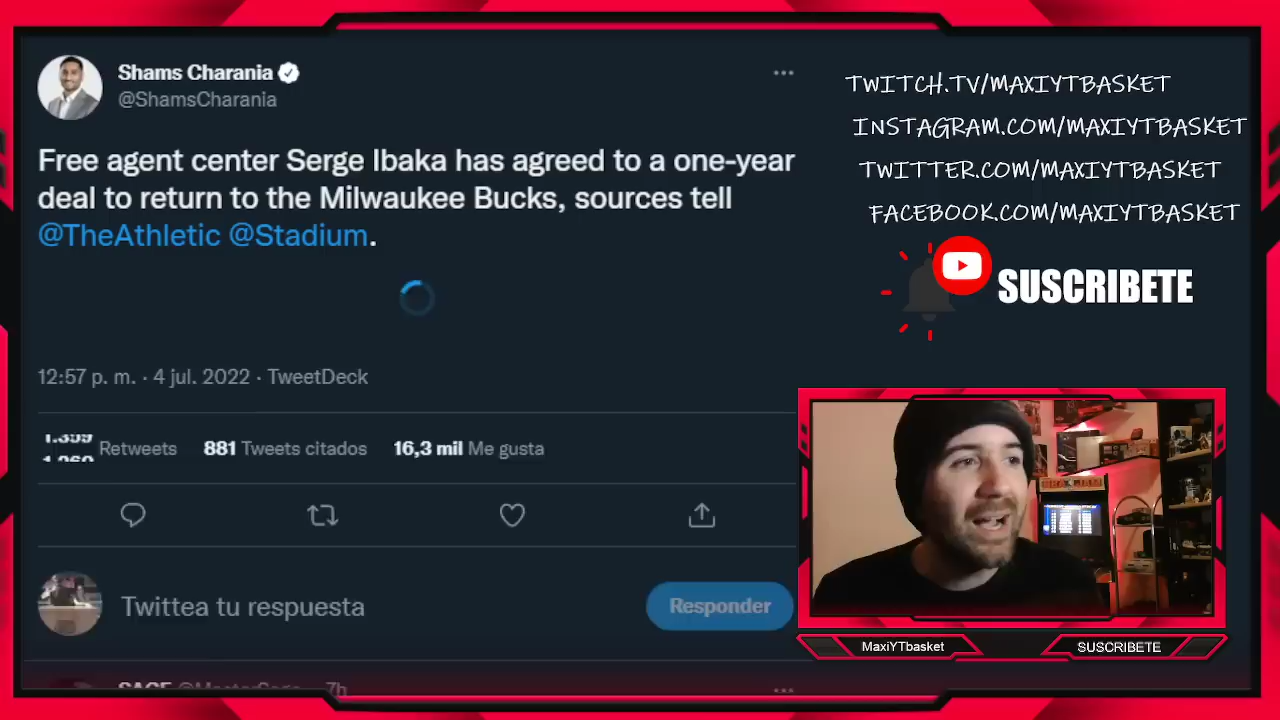 Shams Charania
@ShamsCharania
Free agent center Serge Ibaka has agreed to a one-year
deal to return to the Milwaukee Bucks, sources tell
@TheAthletic @Stadium.
12:57 p. m. · 4 jul. 2022 · TweetDeck
Retweets 881 Tweets citados 16,3 mil Me gusta
Twittea tu respuesta
Responder
TWITCH.TV/MAXIYTBASKET
INSTAGRAM.COM/MAXIYTBASKET
TWITTER.COM/MAXIYTBASKET
FACEBOOK.COM/MAXIYTBASKET
SUSCRIBETE
MaxiYTbasket
SUSCRIBETE